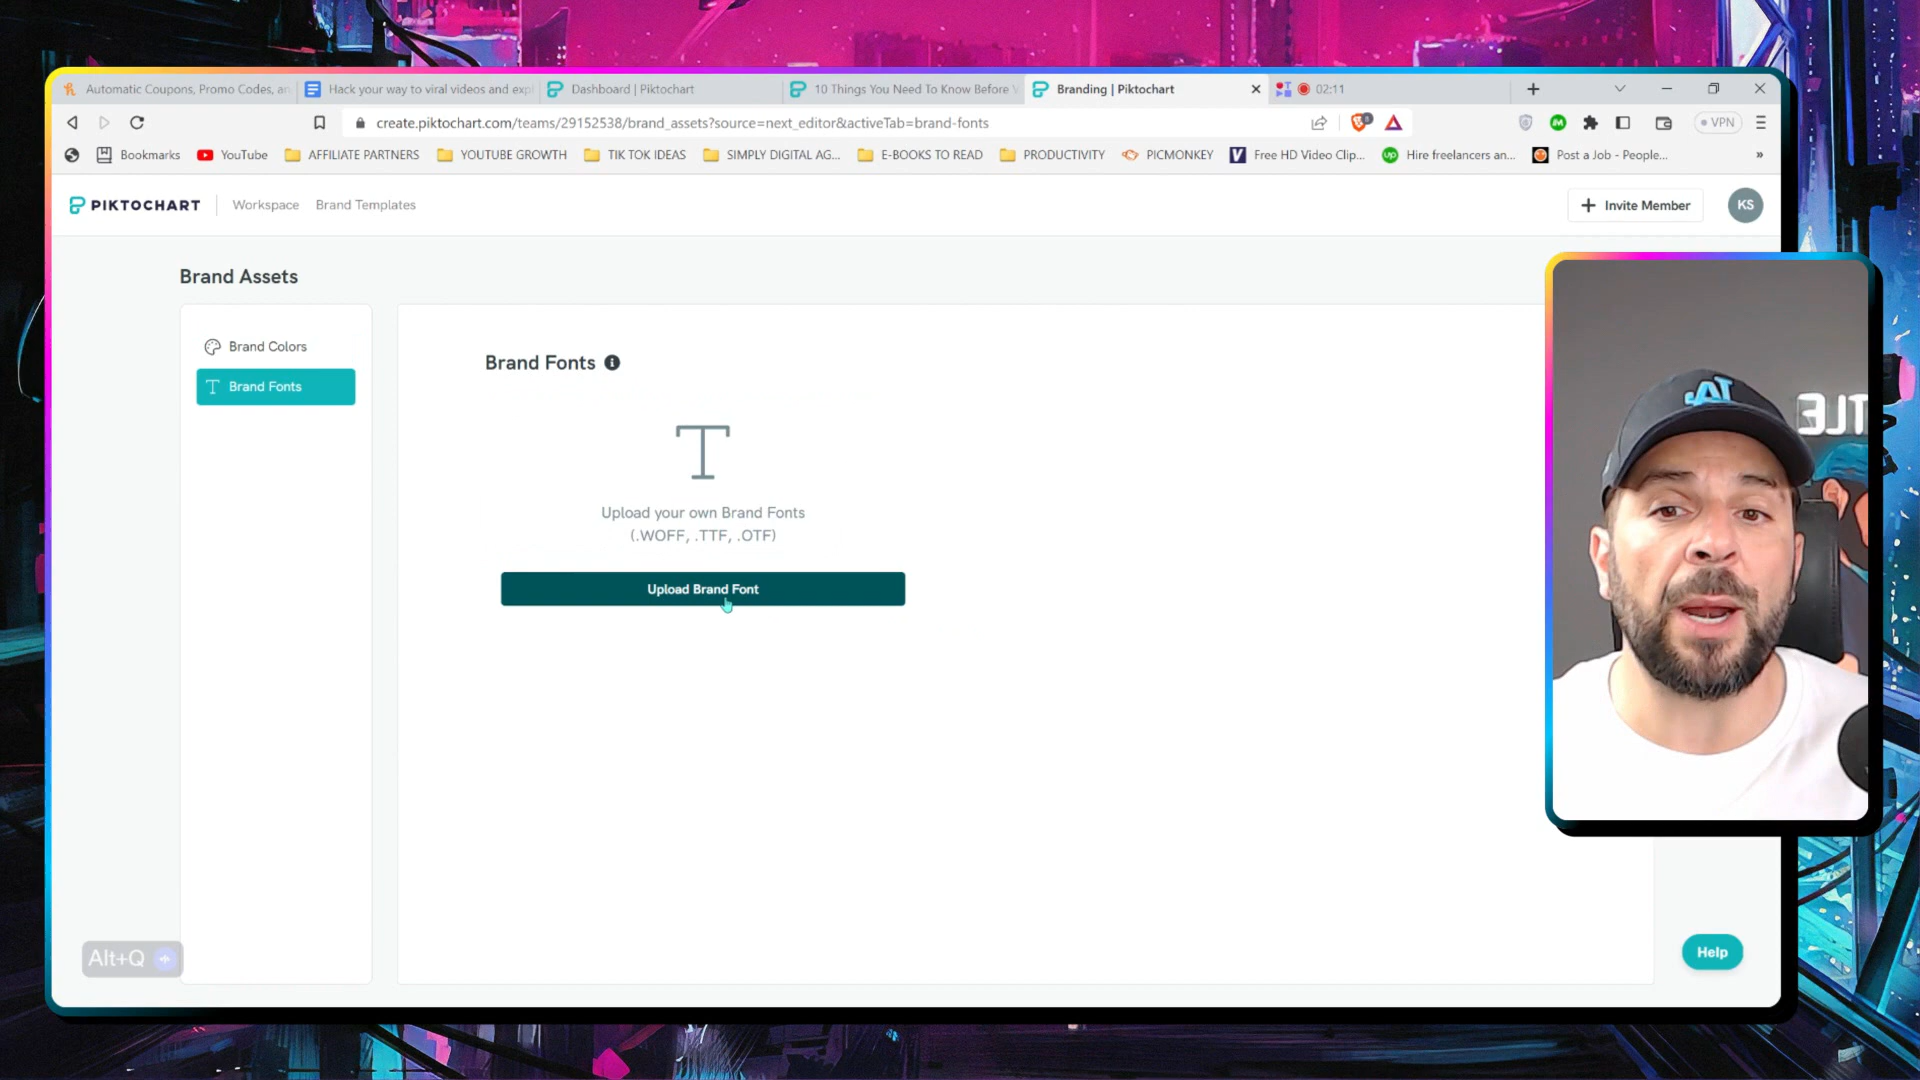 Automatic Coupons, Promo Codes, an
Hack your way to viral videos and expl
Dashboard | Piktochart
10 Things You Need To Know Before
Branding | Piktochart
02:11
create.piktochart.com/teams/29152538/brand_assets?source=next_editor&activeTab=brand-fonts
VPN
Bookmarks
YouTube
AFFILIATE PARTNERS
YOUTUBE GROWTH
TIK TOK IDEAS
SIMPLY DIGITAL AG...
E-BOOKS TO READ
PRODUCTIVITY
PICMONKEY
Free HD Video Clip...
Hire freelancers an...
Post a Job - People...
»
PIKTOCHART
Workspace
Brand Templates
Invite Member
KS
Brand Assets
Brand Colors
Brand Fonts
Brand Fonts
T
Upload your own Brand Fonts
(.WOFF, .TTF, .OTF)
Upload Brand Font
Alt+Q
Help